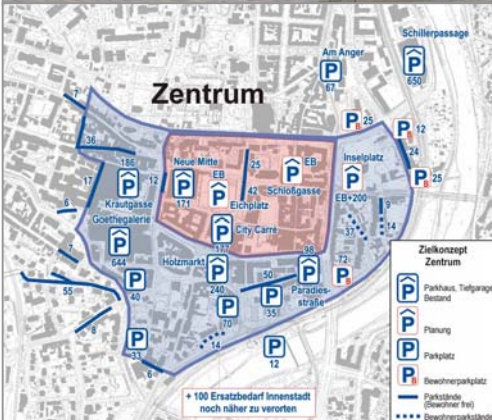 Schillerpassage
P
650
Am Anger
P
67
Zentrum
P
B
25
P
B
12
24
P
B
25
7
36
186
P
Krautgasse
17
12
Neue Mitte
P
171
EB
P
Eichplatz
25
42
EB
P
Schloßgasse
Inselplatz
P
EB+200
9
37
14
6
Goethegalerie
P
644
City Carré
P
Holzmarkt
P
240
98
P
Paradies-
straße
72
P
B
7
55
P
40
50
P
35
P
70
8
P
33
14
P
12
6
+ 100 Ersatzbedarf Innenstadt
noch näher zu verorten
Zielkonzept
Zentrum
P
Parkhaus, Tiefgarage
Bestand
P
Planung
P
Parkplatz
P
B
Bewohnerparkplatz
Parkstände
(Bewohner frei)
Bewohnerparkstände